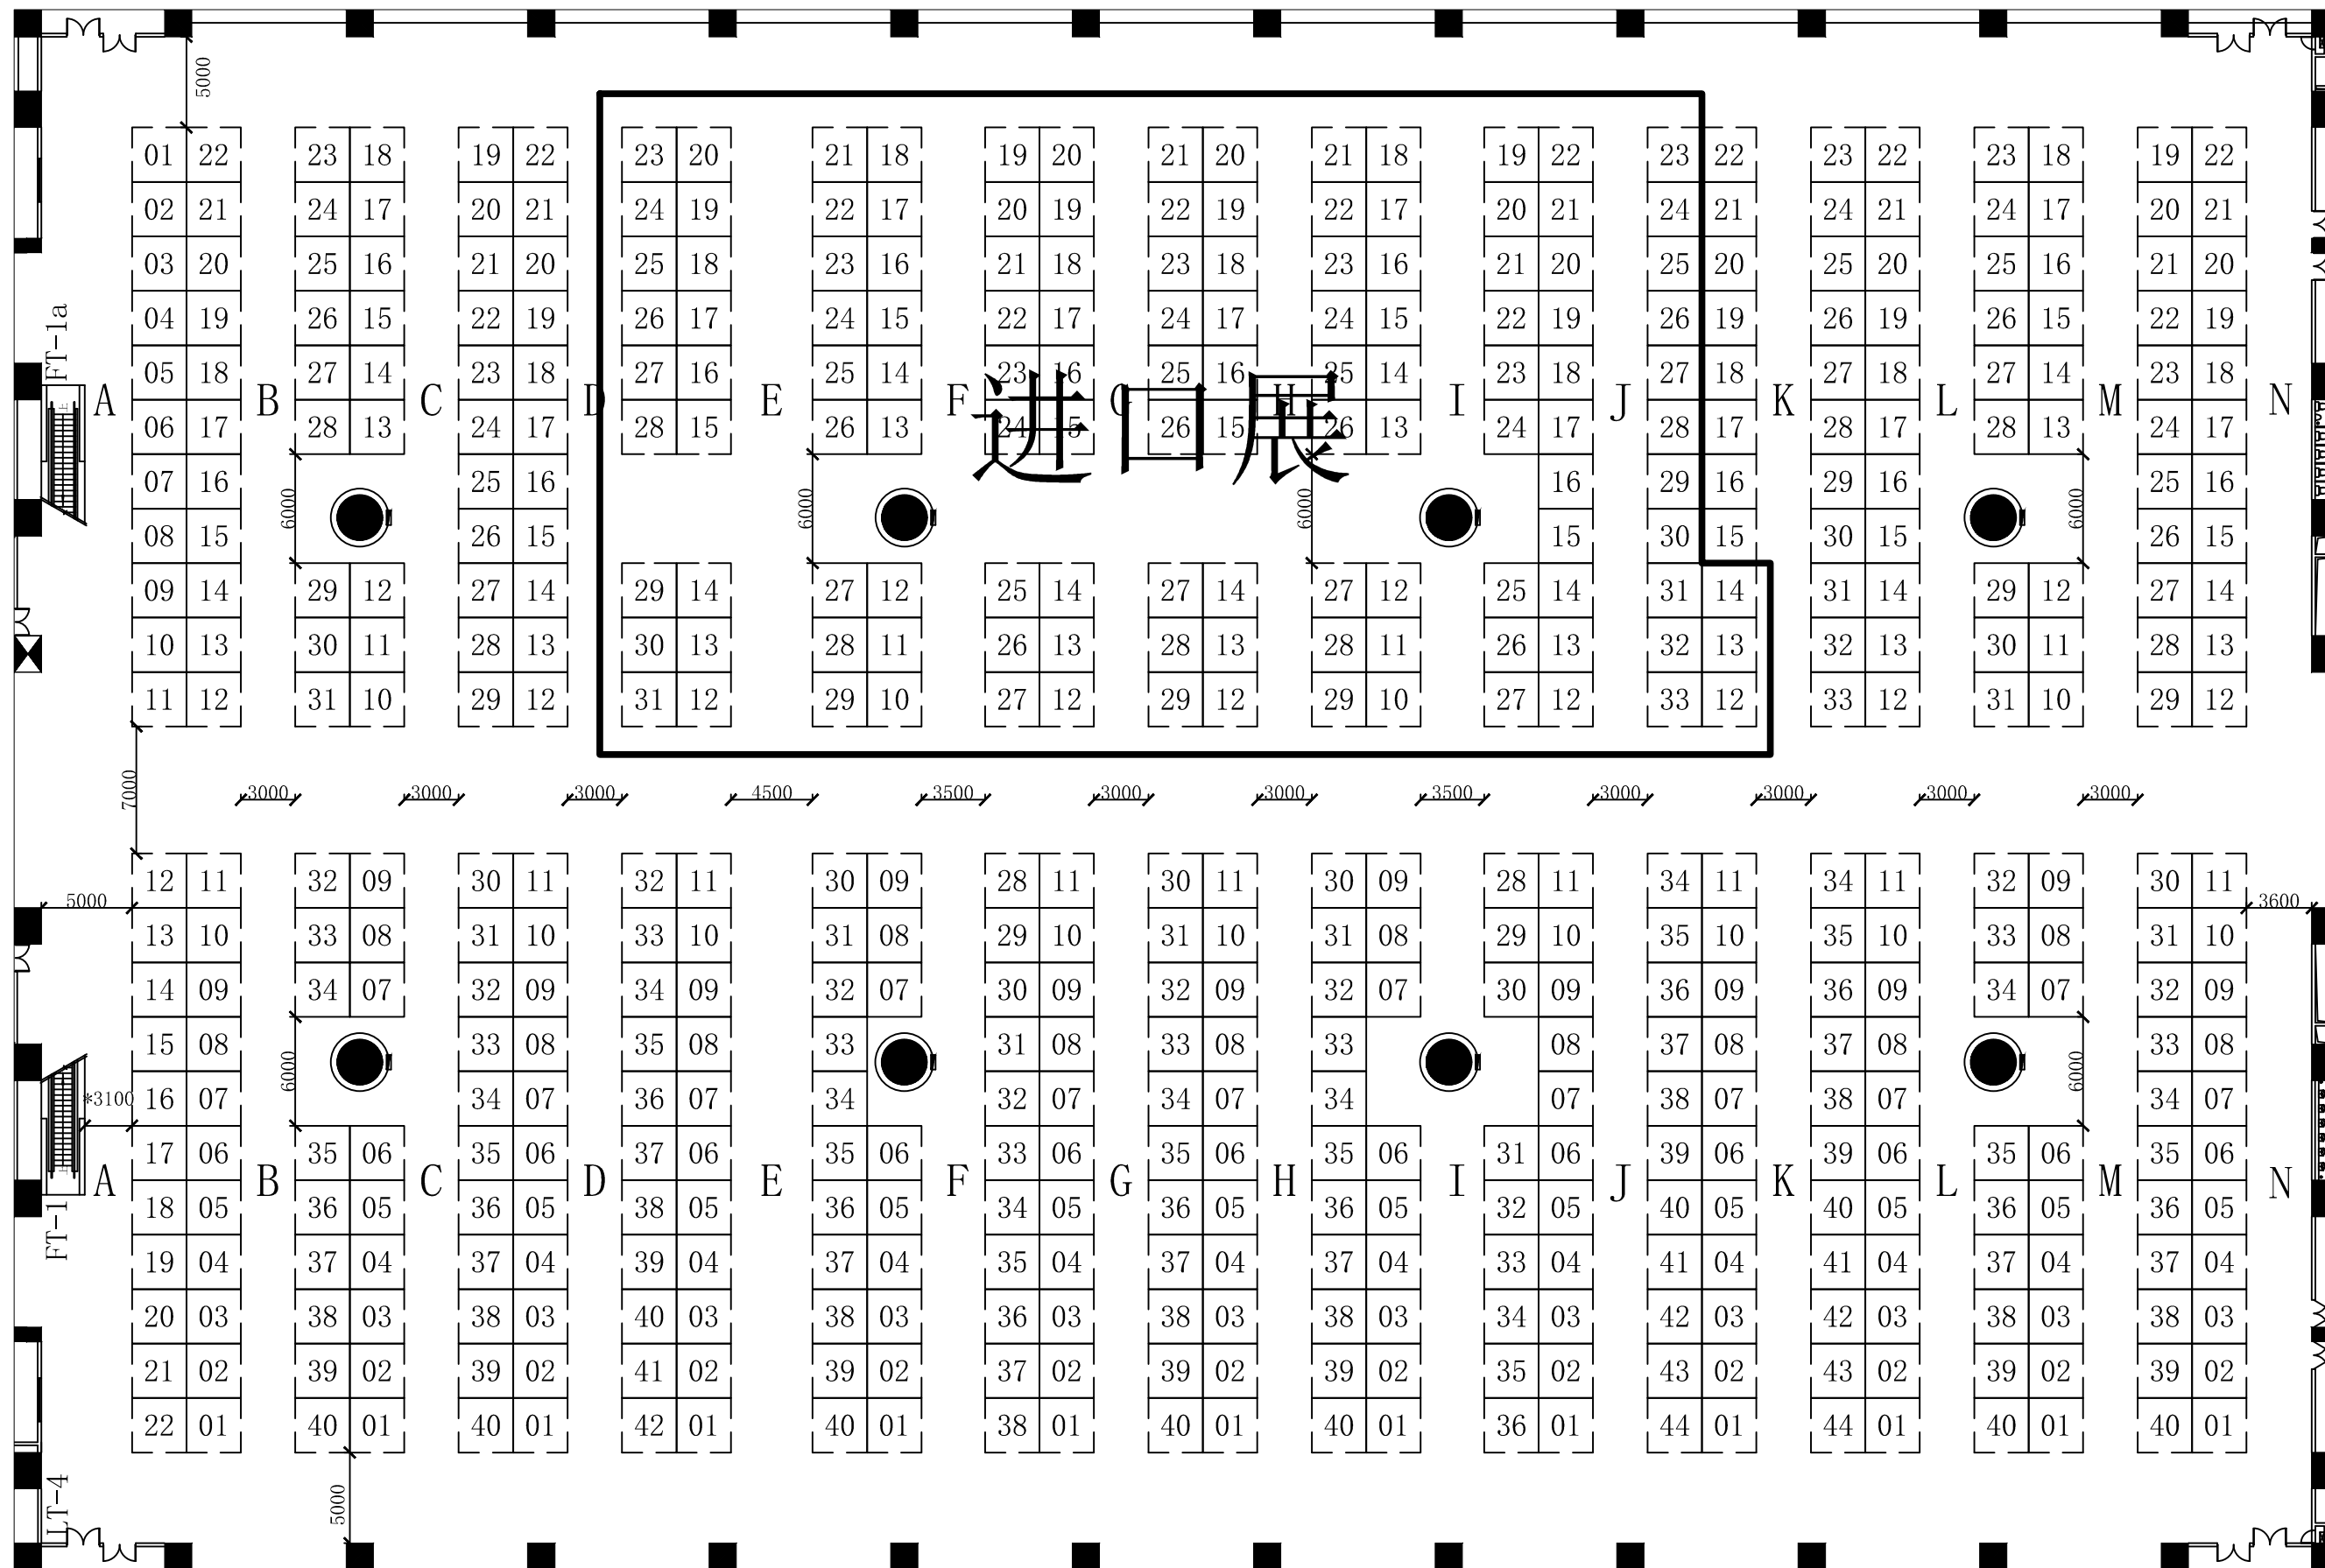 5000
01 22 23 18 19 22 23 20 21 18 19 20 21 20 21 18 19 22 23 22 23 22 23 18 19 22
02 21 24 17 20 21 24 19 22 17 20 19 22 19 22 17 20 21 24 21 24 21 24 17 20 21
03 20 25 16 21 20 25 18 23 16 21 18 23 18 23 16 21 20 25 20 25 20 25 16 21 20
04 19 26 15 22 19 26 17 24 15 22 17 24 17 24 15 22 19 26 19 26 19 26 15 22 19
FT-1a
05 18 27 14 23 18 27 16 25 14 23 16 25 16 25 14 23 18 27 18 27 18 27 14 23 18
A B C D E F G H I J K L M N
进口展
06 17 28 13 24 17 28 15 26 13 24 15 26 15 26 13 24 17 28 17 28 17 28 13 24 17
上
07 16 25 16 16 29 16 29 16 25 16
6000 6000 6000 6000
08 15 26 15 15 30 15 30 15 26 15
09 14 29 12 27 14 29 14 27 12 25 14 27 14 27 12 25 14 31 14 31 14 29 12 27 14
10 13 30 11 28 13 30 13 28 11 26 13 28 13 28 11 26 13 32 13 32 13 30 11 28 13
11 12 31 10 29 12 31 12 29 10 27 12 29 12 29 10 27 12 33 12 33 12 31 10 29 12
7000
3000 3000 3000 4500 3500 3000 3000 3500 3000 3000 3000 3000
12 11 32 09 30 11 32 11 30 09 28 11 30 11 30 09 28 11 34 11 34 11 32 09 30 11
5000 3600
13 10 33 08 31 10 33 10 31 08 29 10 31 10 31 08 29 10 35 10 35 10 33 08 31 10
14 09 34 07 32 09 34 09 32 07 30 09 32 09 32 07 30 09 36 09 36 09 34 07 32 09
15 08 33 08 35 08 33 31 08 33 08 33 08 37 08 37 08 33 08
6000 6000
*3100
16 07 34 07 36 07 34 32 07 34 07 34 07 38 07 38 07 34 07
17 06 35 06 35 06 37 06 35 06 33 06 35 06 35 06 31 06 39 06 39 06 35 06 35 06
上
A B C D E F G H I J K L M N
18 05 36 05 36 05 38 05 36 05 34 05 36 05 36 05 32 05 40 05 40 05 36 05 36 05
FT-1
19 04 37 04 37 04 39 04 37 04 35 04 37 04 37 04 33 04 41 04 41 04 37 04 37 04
20 03 38 03 38 03 40 03 38 03 36 03 38 03 38 03 34 03 42 03 42 03 38 03 38 03
21 02 39 02 39 02 41 02 39 02 37 02 39 02 39 02 35 02 43 02 43 02 39 02 39 02
22 01 40 01 40 01 42 01 40 01 38 01 40 01 40 01 36 01 44 01 44 01 40 01 40 01
LT-4
5000